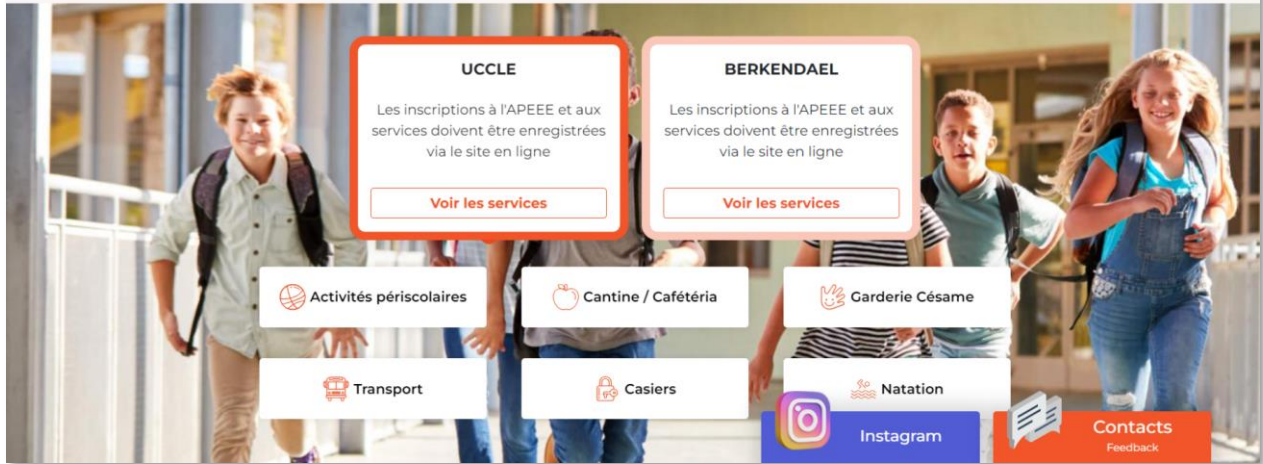 UCCLE
Les inscriptions à l'APEEE et aux
services doivent être enregistrées
via le site en ligne
Voir les services
BERKENDAEL
Les inscriptions à l'APEEE et aux
services doivent être enregistrées
via le site en ligne
Voir les services
Activités périscolaires
Cantine / Cafétéria
Garderie Césame
Transport
Casiers
Natation
Instagram
Contacts
Feedback